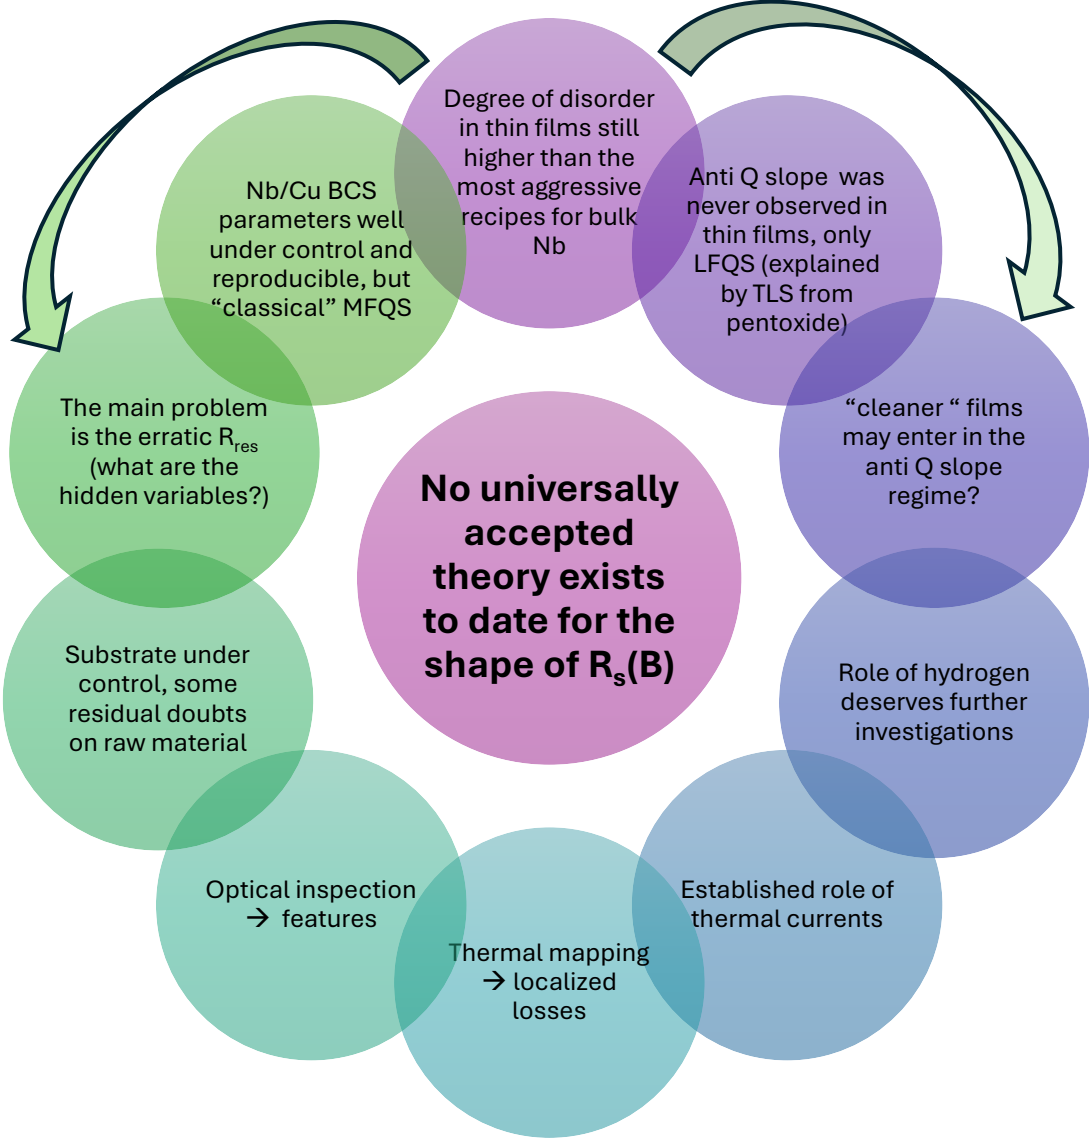 Degree of disorder
in thin films still
higher than the
most aggressive
recipes for bulk
Nb
Anti Q slope  was
never observed in
thin films, only
LFQS (explained
by TLS from
pentoxide)
“cleaner “ films
may enter in the
anti Q slope
regime?
Role of hydrogen
deserves further
investigations
Established role of
thermal currents
Thermal mapping
→ localized
losses
Optical inspection
→ features
Substrate under
control, some
residual doubts
on raw material
The main problem
is the erratic Rres
(what are the
hidden variables?)
Nb/Cu BCS
parameters well
under control and
reproducible, but
“classical” MFQS
No universally
accepted
theory exists
to date for the
shape of Rs(B)